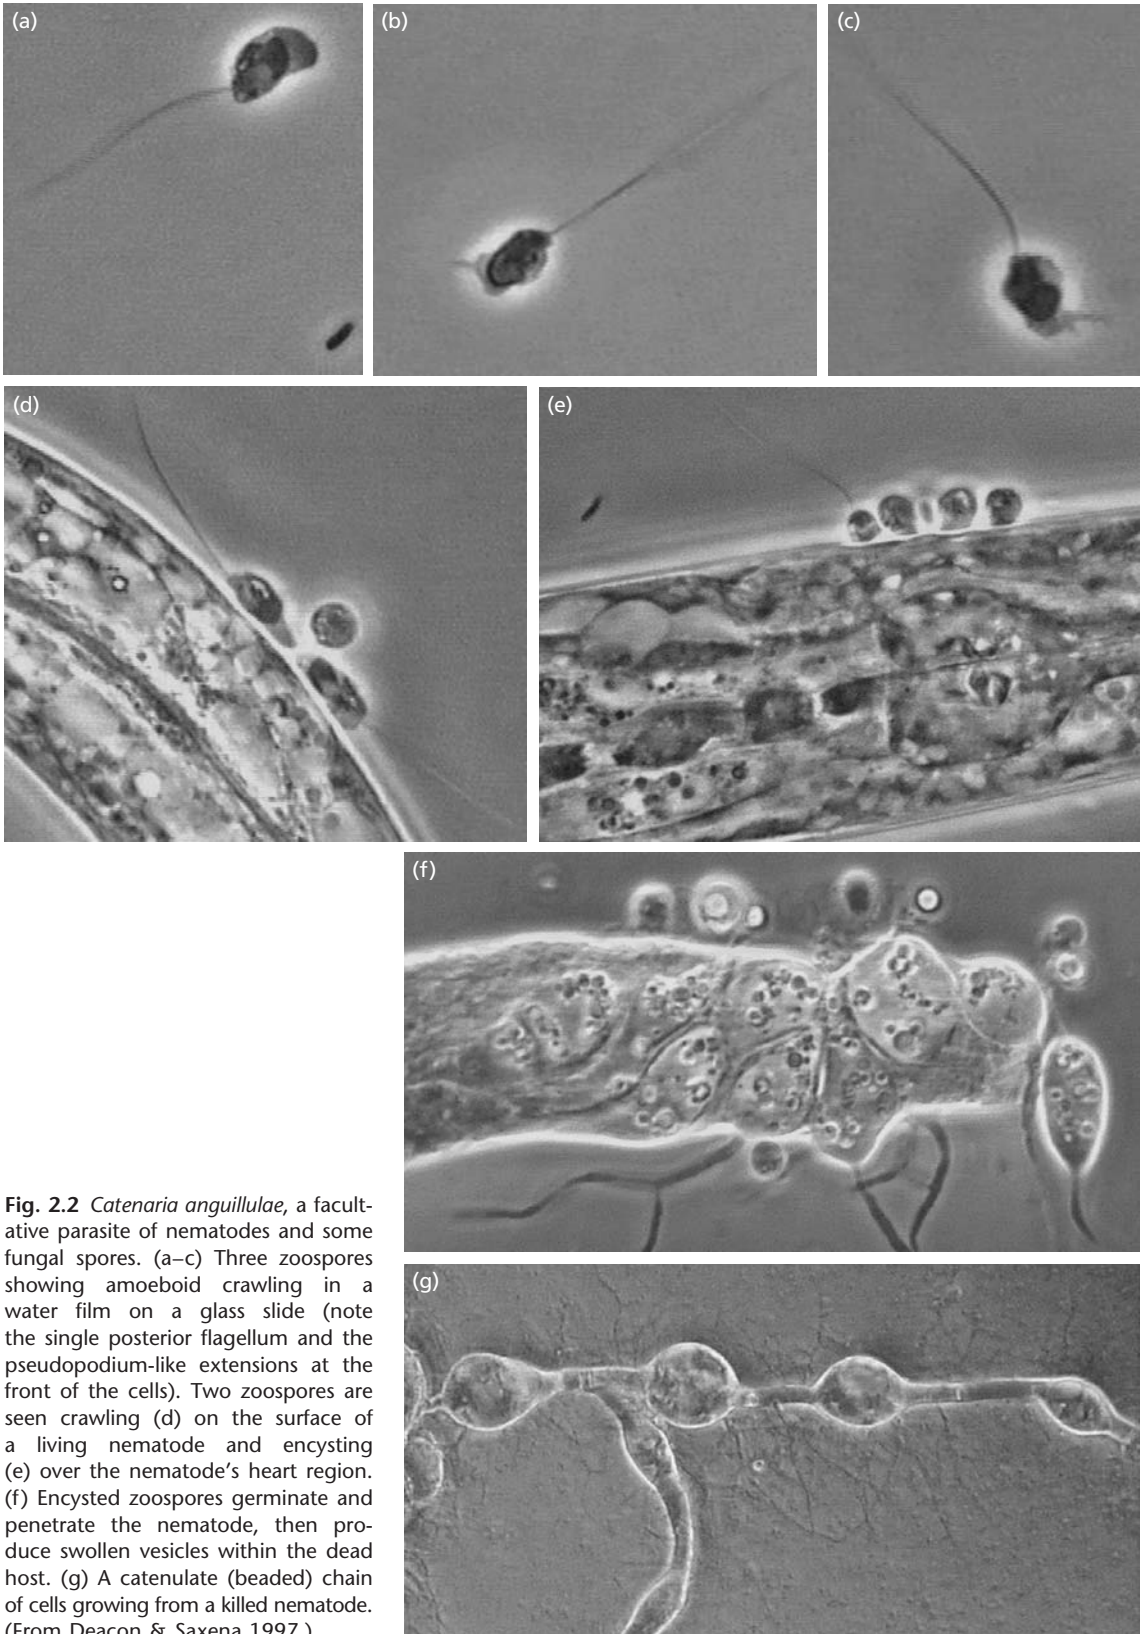 (a)
(b)
(c)
(d)
(e)
(f)
(g)
Fig. 2.2 Catenaria anguillulae, a facult-
ative parasite of nematodes and some
fungal spores. (a–c) Three zoospores
showing amoeboid crawling in a
water film on a glass slide (note
the single posterior flagellum and the
pseudopodium-like extensions at the
front of the cells). Two zoospores are
seen crawling (d) on the surface of
a living nematode and encysting
(e) over the nematode’s heart region.
(f) Encysted zoospores germinate and
penetrate the nematode, then pro-
duce swollen vesicles within the dead
host. (g) A catenulate (beaded) chain
of cells growing from a killed nematode.
(From Deacon & Saxena 1997.)